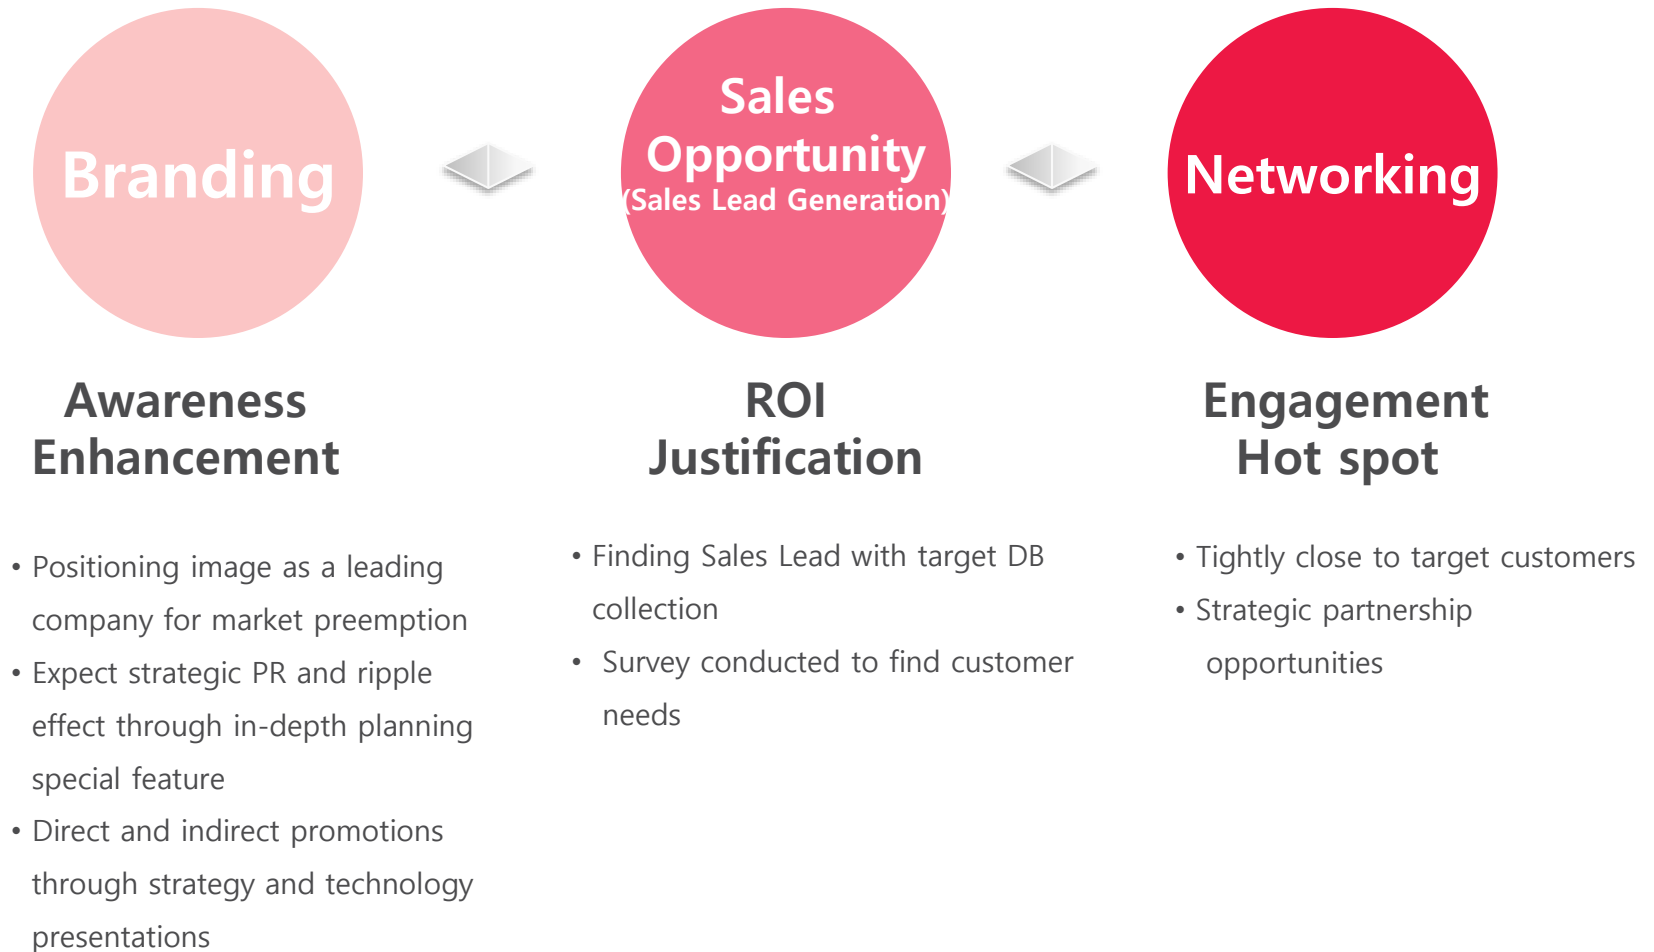 Branding
Awareness
Enhancement
• Positioning image as a leading
company for market preemption
• Expect strategic PR and ripple
effect through in-depth planning
special feature
• Direct and indirect promotions
through strategy and technology
presentations
Sales
Opportunity
(Sales Lead Generation)
ROI
Justification
• Finding Sales Lead with target DB
collection
• Survey conducted to find customer
needs
Networking
Engagement
Hot spot
• Tightly close to target customers
• Strategic partnership
opportunities